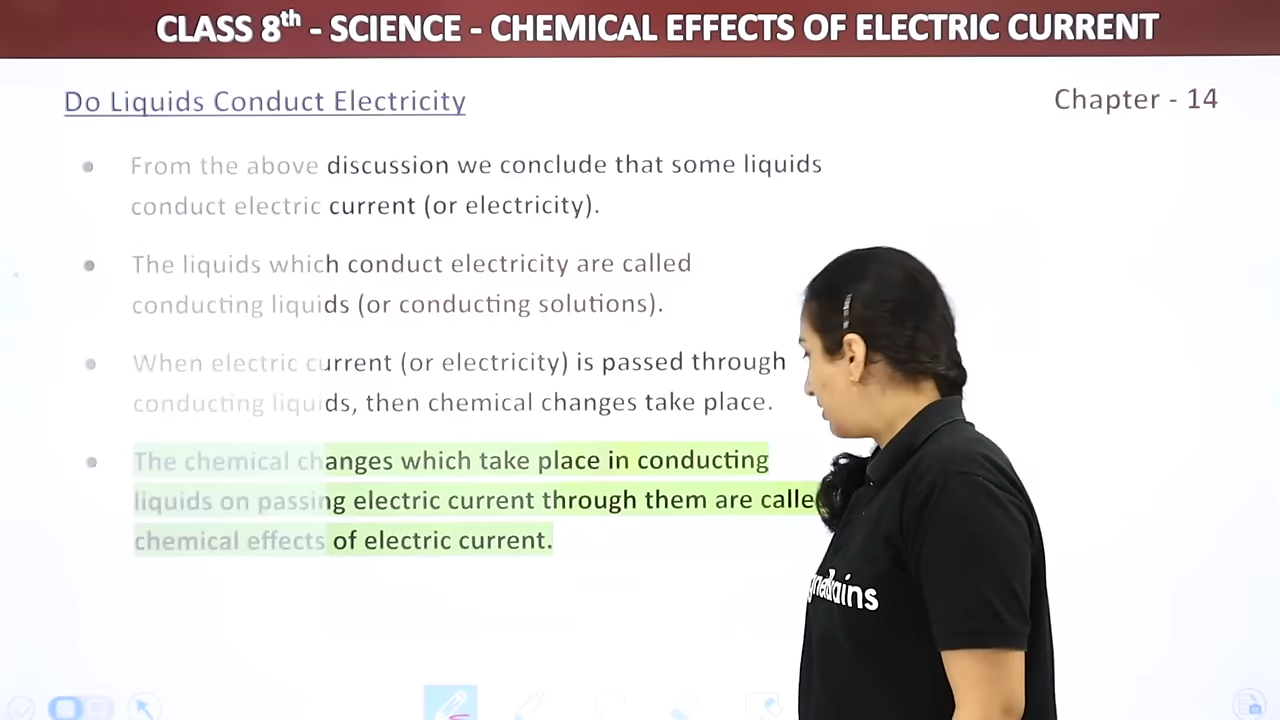 CLASS 8th - SCIENCE - CHEMICAL EFFECTS OF ELECTRIC CURRENT
Do Liquids Conduct Electricity
Chapter - 14
• From the above discussion we conclude that some liquids
conduct electric current (or electricity).
• The liquids which conduct electricity are called
conducting liquids (or conducting solutions).
• When electric current (or electricity) is passed through
conducting liquids, then chemical changes take place.
• The chemical changes which take place in conducting
liquids on passing electric current through them are calle
chemical effects of electric current.